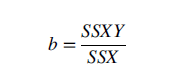 b = SSXY / SSX